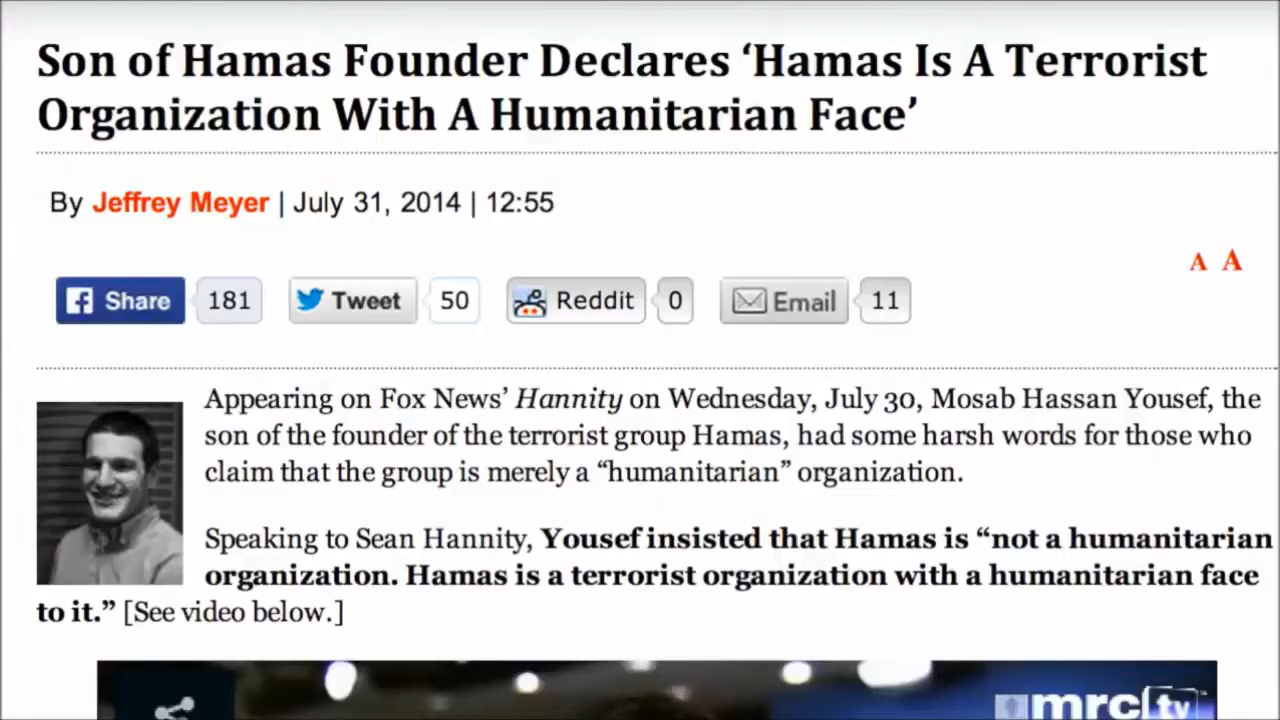 Son of Hamas Founder Declares ‘Hamas Is A Terrorist
Organization With A Humanitarian Face’
By Jeffrey Meyer | July 31, 2014 | 12:55
A A
Share 181 Tweet 50 Reddit 0 Email 11
Appearing on Fox News’ Hannity on Wednesday, July 30, Mosab Hassan Yousef, the
son of the founder of the terrorist group Hamas, had some harsh words for those who
claim that the group is merely a “humanitarian” organization.
Speaking to Sean Hannity, Yousef insisted that Hamas is “not a humanitarian
organization. Hamas is a terrorist organization with a humanitarian face
to it.” [See video below.]
mrc tv